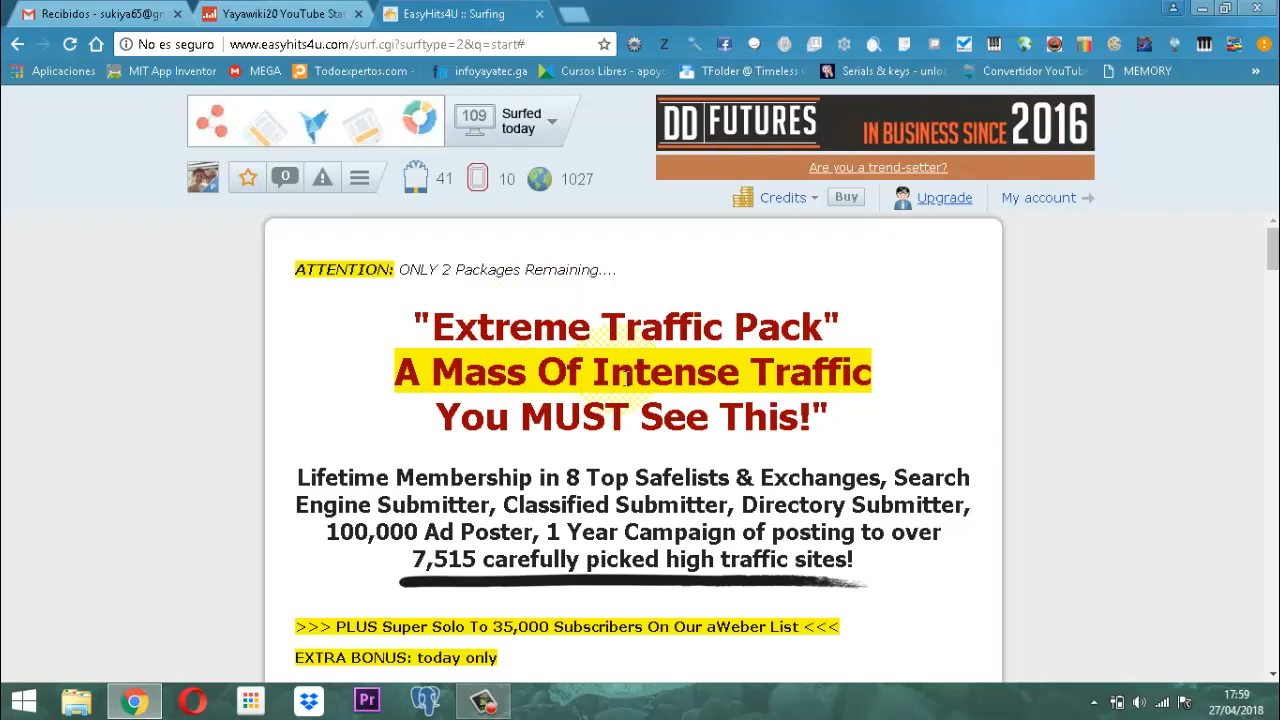 Recibidos - sukiya65@gm
Yayawiki20 YouTube Stat
EasyHits4U :: Surfing
No es seguro
www.easyhits4u.com/surf.cgi?surftype=2&q=start#
Aplicaciones
MIT App Inventor
MEGA
Todoexpertos.com -
infoyayatec.ga
Cursos Libres - apoyo
TFolder @ Timeless
Serials & keys - unloc
Convertidor YouTube
MEMORY
»
109
Surfed today
DD FUTURES
IN BUSINESS SINCE 2016
Are you a trend-setter?
0
41
10
1027
Credits
Buy
Upgrade
My account
ATTENTION: ONLY 2 Packages Remaining....
"Extreme Traffic Pack"
A Mass Of Intense Traffic
You MUST See This!"
Lifetime Membership in 8 Top Safelists & Exchanges, Search
Engine Submitter, Classified Submitter, Directory Submitter,
100,000 Ad Poster, 1 Year Campaign of posting to over
7,515 carefully picked high traffic sites!
>>> PLUS Super Solo To 35,000 Subscribers On Our aWeber List <<<
EXTRA BONUS: today only
Pr
17:59
27/04/2018